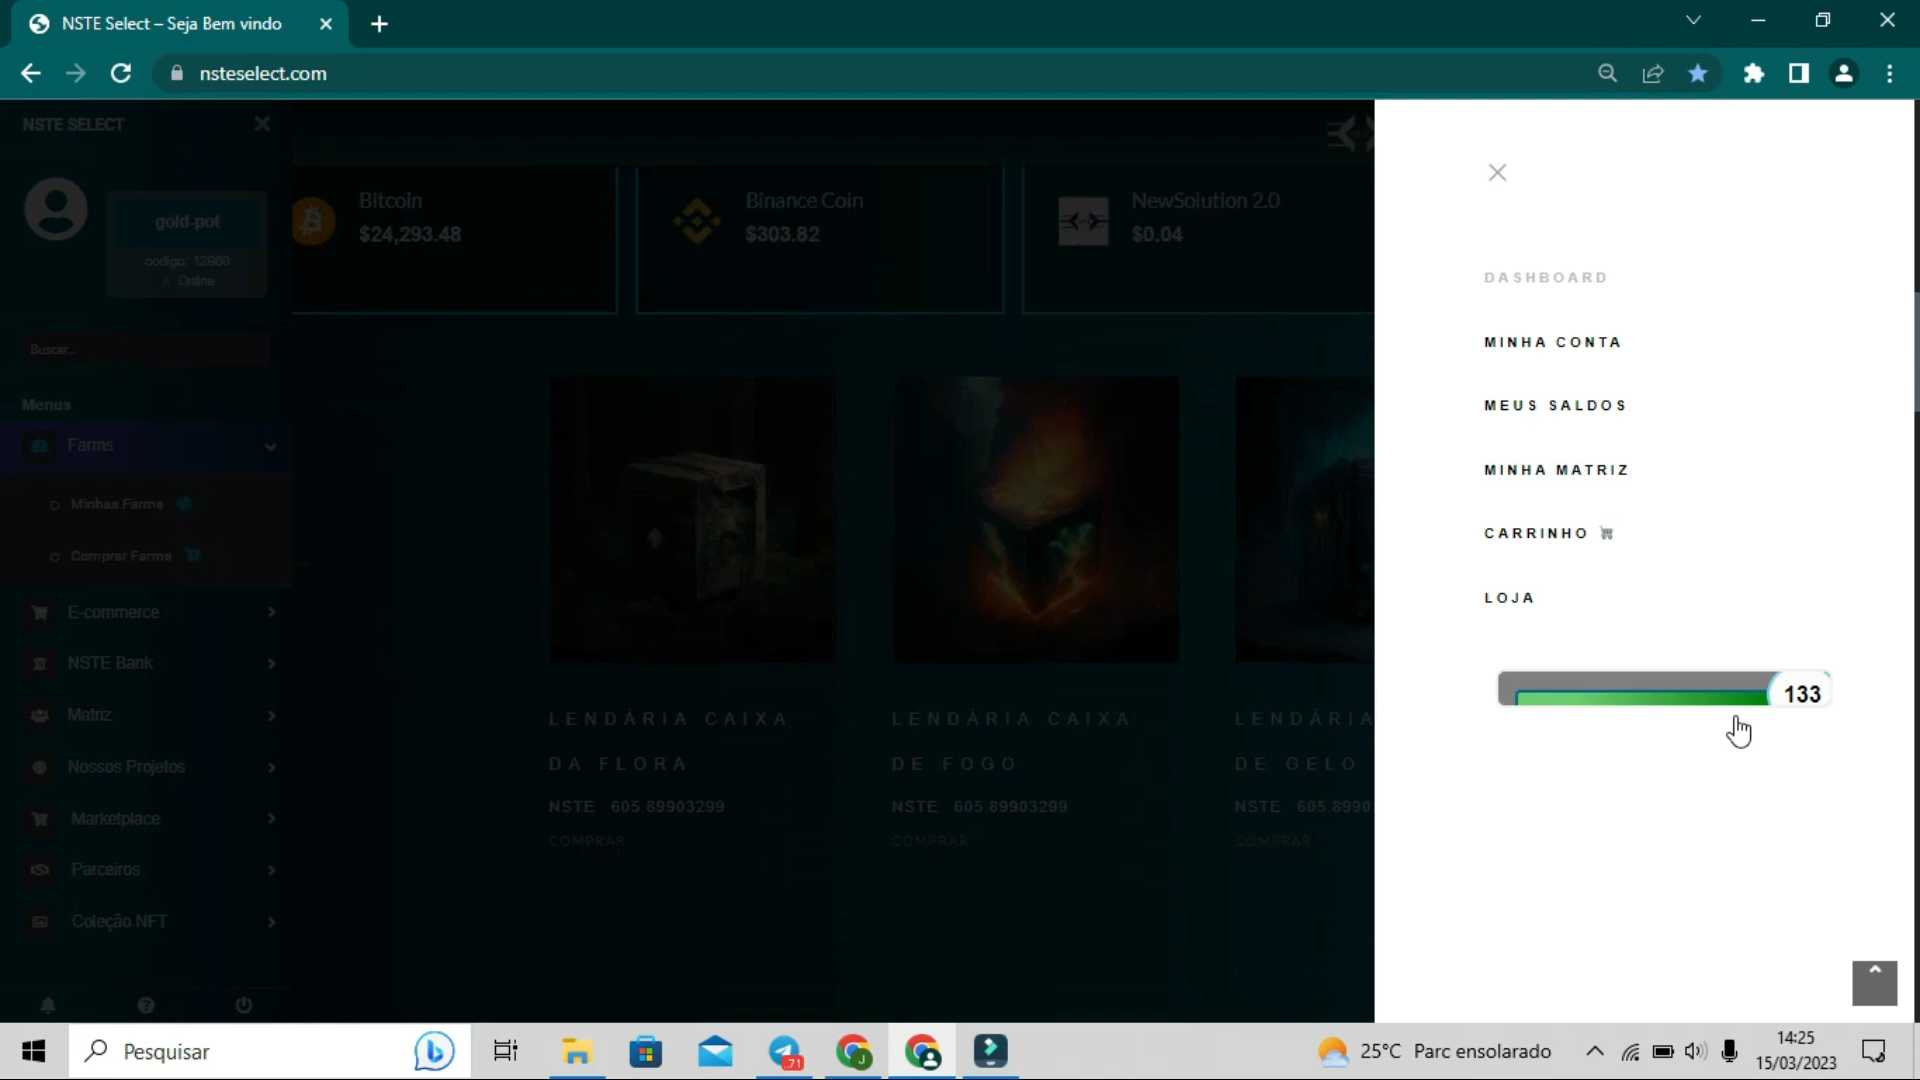 NSTE Select – Seja Bem vindo
nsteselect.com
NSTE SELECT
gold-pot
codigo: 12980
Online
Buscar...
Menus
Farms
Minhas Farms
Comprar Farms
E-commerce
NSTE Bank
Matriz
Nossos Projetos
Marketplace
Parceiros
Coleção NFT
Bitcoin
$24,293.48
Binance Coin
$303.82
NewSolution 2.0
$0.04
LENDÁRIA CAIXA
DA FLORA
NSTE 605.89903299
COMPRAR
LENDÁRIA CAIXA
DE FOGO
NSTE 605.89903299
COMPRAR
LENDÁRIA
DE GELO
NSTE 605.8990
COMPRAR
DASHBOARD
MINHA CONTA
MEUS SALDOS
MINHA MATRIZ
CARRINHO
LOJA
133
Pesquisar
71
J
25°C Parc ensolarado
14:25
15/03/2023